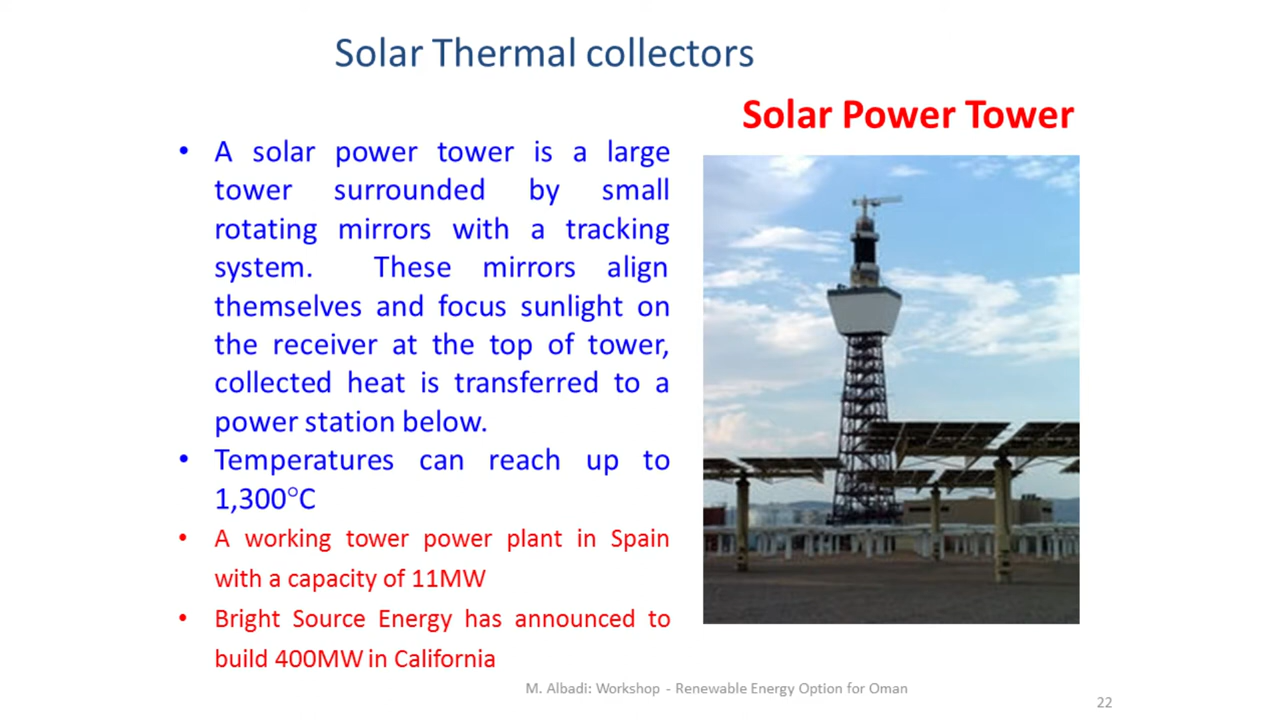 Solar Thermal collectors
Solar Power Tower
• A solar power tower is a large
tower surrounded by small
rotating mirrors with a tracking
system. These mirrors align
themselves and focus sunlight on
the receiver at the top of tower,
collected heat is transferred to a
power station below.
• Temperatures can reach up to
1,300°C
• A working tower power plant in Spain
with a capacity of 11MW
• Bright Source Energy has announced to
build 400MW in California
M. Albadi: Workshop - Renewable Energy Option for Oman
22